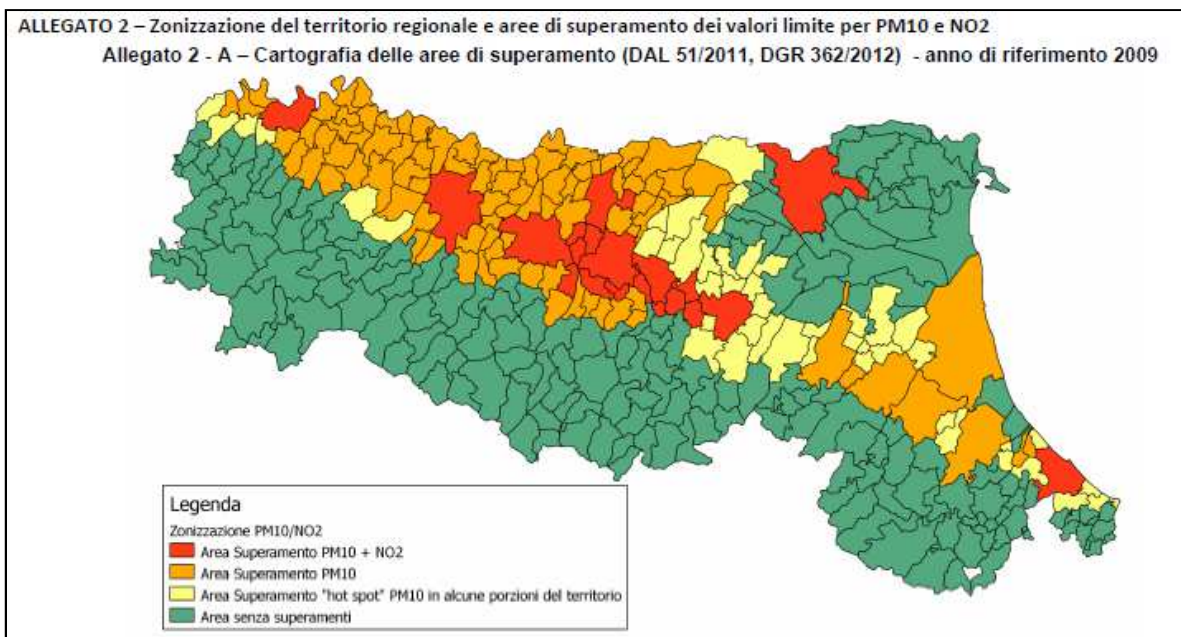 ALLEGATO 2 – Zonizzazione del territorio regionale e aree di superamento dei valori limite per PM10 e NO2
Allegato 2 - A – Cartografia delle aree di superamento (DAL 51/2011, DGR 362/2012) - anno di riferimento 2009
Legenda
Zonizzazione PM10/NO2
Area Superamento PM10 + NO2
Area Superamento PM10
Area Superamento "hot spot" PM10 in alcune porzioni del territorio
Area senza superamenti